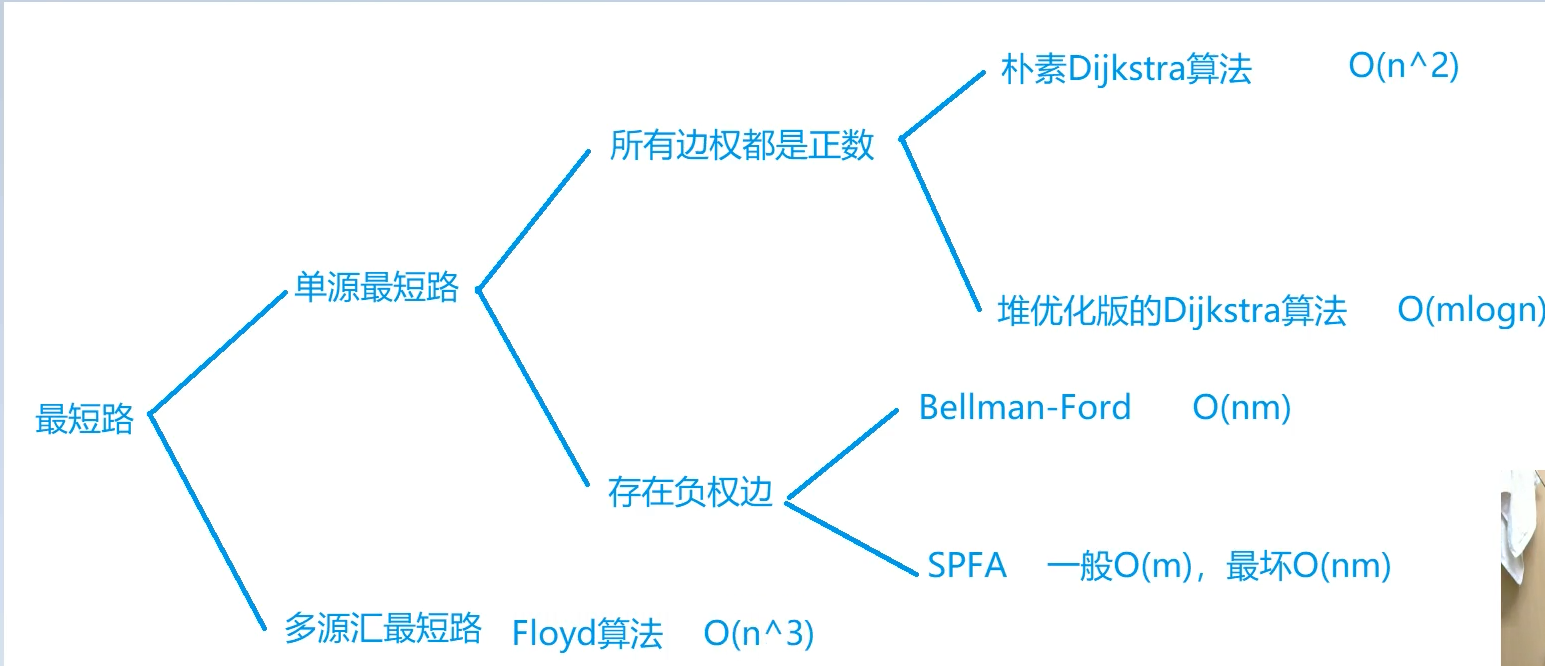 朴素Dijkstra算法 O(n^2)
所有边权都是正数
单源最短路
堆优化版的Dijkstra算法 O(mlogn)
最短路
Bellman-Ford O(nm)
存在负权边
SPFA 一般O(m)，最坏O(nm)
多源汇最短路 Floyd算法 O(n^3)